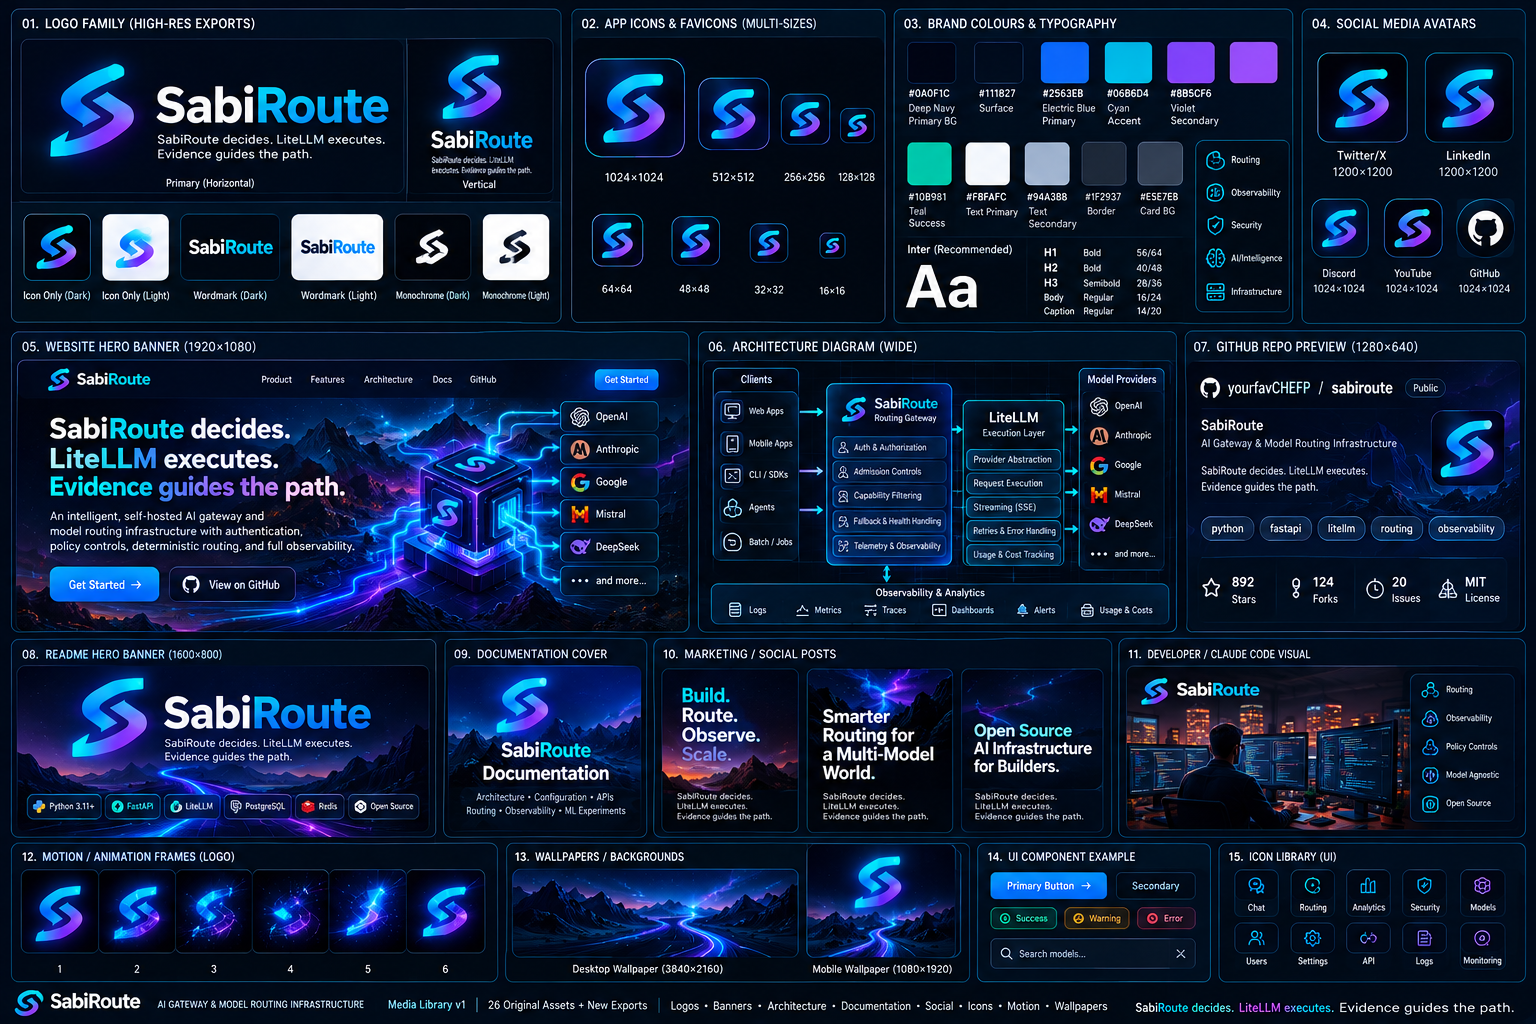 01. LOGO FAMILY (HIGH-RES EXPORTS)
SabiRoute
SabiRoute decides. LiteLLM executes.
Evidence guides the path.
Primary (Horizontal)
SabiRoute
SabiRoute decides. LiteLLM
executes. Evidence guides the path.
Vertical
Icon Only (Dark)
Icon Only (Light)
SabiRoute
Wordmark (Dark)
SabiRoute
Wordmark (Light)
Monochrome (Dark)
Monochrome (Light)
02. APP ICONS & FAVICONS (MULTI-SIZES)
1024×1024
512×512
256×256
128×128
64×64
48×48
32×32
16×16
03. BRAND COLOURS & TYPOGRAPHY
#0A0F1C
Deep Navy
Primary BG
#111827
Surface
#2563EB
Electric Blue
Primary
#06B6D4
Cyan
Accent
#8B5CF6
Violet
Secondary
#10B981
Teal
Success
#F8FAFC
Text Primary
#94A3B8
Text
Secondary
#1F2937
Border
#E5E7EB
Card BG
Inter (Recommended)
Aa
H1 Bold 56/64
H2 Bold 40/48
H3 Semibold 28/36
Body Regular 16/24
Caption Regular 14/20
Routing
Observability
Security
AI/Intelligence
Infrastructure
04. SOCIAL MEDIA AVATARS
Twitter/X
1200×1200
LinkedIn
1200×1200
Discord
1024×1024
YouTube
1024×1024
GitHub
1024×1024
05. WEBSITE HERO BANNER (1920×1080)
SabiRoute
Product
Features
Architecture
Docs
GitHub
Get Started
SabiRoute decides.
LiteLLM executes.
Evidence guides the path.
An intelligent, self-hosted AI gateway and
model routing infrastructure with authentication,
policy controls, deterministic routing, and full observability.
Get Started →
View on GitHub
OpenAI
Anthropic
Google
Mistral
DeepSeek
and more...
06. ARCHITECTURE DIAGRAM (WIDE)
Clients
Web Apps
Mobile Apps
CLI / SDKs
Agents
Batch / Jobs
SabiRoute
Routing Gateway
Auth & Authorization
Admission Controls
Capability Filtering
Fallback & Health Handling
Telemetry & Observability
LiteLLM
Execution Layer
Provider Abstraction
Request Execution
Streaming (SSE)
Retries & Error Handling
Usage & Cost Tracking
Model Providers
OpenAI
Anthropic
Google
Mistral
DeepSeek
and more...
Observability & Analytics
Logs
Metrics
Traces
Dashboards
Alerts
Usage & Costs
07. GITHUB REPO PREVIEW (1280×640)
yourfavCHEFP / sabiroute
Public
SabiRoute
AI Gateway & Model Routing Infrastructure
SabiRoute decides. LiteLLM executes.
Evidence guides the path.
python
fastapi
litellm
routing
observability
892
Stars
124
Forks
20
Issues
MIT
License
08. README HERO BANNER (1600×800)
SabiRoute
SabiRoute decides. LiteLLM executes.
Evidence guides the path.
Python 3.11+
FastAPI
LiteLLM
PostgreSQL
Redis
Open Source
09. DOCUMENTATION COVER
SabiRoute
Documentation
Architecture • Configuration • APIs
Routing • Observability • ML Experiments
10. MARKETING / SOCIAL POSTS
Build.
Route.
Observe.
Scale.
SabiRoute decides.
LiteLLM executes.
Evidence guides the path.
Smarter
Routing for
a Multi-Model
World.
SabiRoute decides.
LiteLLM executes.
Evidence guides the path.
Open Source
AI Infrastructure
for Builders.
SabiRoute decides.
LiteLLM executes.
Evidence guides the path.
11. DEVELOPER / CLAUDE CODE VISUAL
SabiRoute
Routing
Observability
Policy Controls
Model Agnostic
Open Source
12. MOTION / ANIMATION FRAMES (LOGO)
1
2
3
4
5
6
13. WALLPAPERS / BACKGROUNDS
Desktop Wallpaper (3840×2160)
Mobile Wallpaper (1080×1920)
14. UI COMPONENT EXAMPLE
Primary Button →
Secondary
Success
Warning
Error
Search models...
15. ICON LIBRARY (UI)
Chat
Routing
Analytics
Security
Models
Users
Settings
API
Logs
Monitoring
SabiRoute
AI GATEWAY & MODEL ROUTING INFRASTRUCTURE
Media Library v1
26 Original Assets + New Exports
Logos • Banners • Architecture • Documentation • Social • Icons • Motion • Wallpapers
SabiRoute decides. LiteLLM executes. Evidence guides the path.